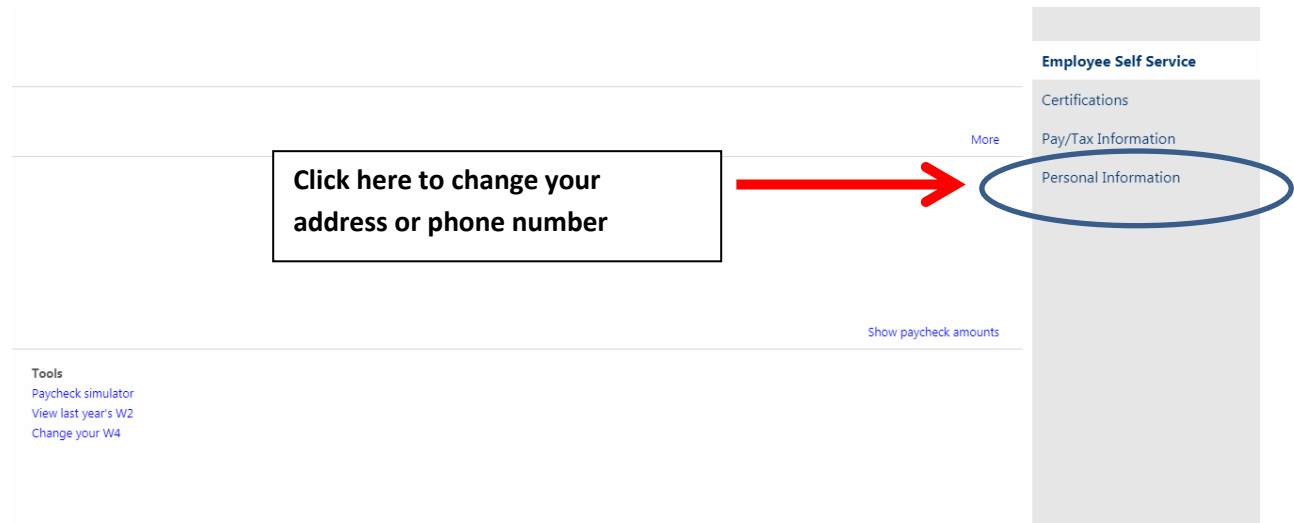 Employee Self Service
Certifications
More
Pay/Tax Information
Click here to change your
address or phone number
Personal Information
Show paycheck amounts
Tools
Paycheck simulator
View last year's W2
Change your W4